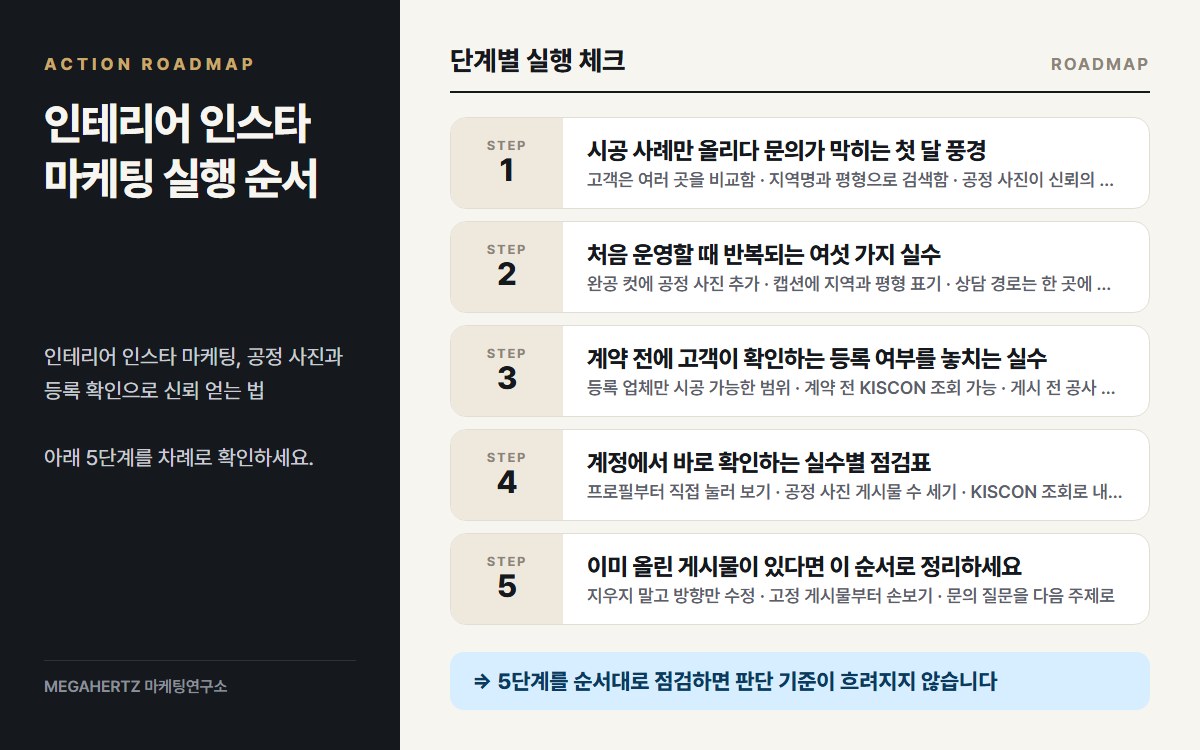 ACTION ROADMAP
인테리어 인스타
마케팅 실행 순서
인테리어 인스타 마케팅, 공정 사진과
등록 확인으로 신뢰 얻는 법
아래 5단계를 차례로 확인하세요.
MEGAHERTZ 마케팅연구소
단계별 실행 체크
ROADMAP
STEP
1
시공 사례만 올리다 문의가 막히는 첫 달 풍경
고객은 여러 곳을 비교함 · 지역명과 평형으로 검색함 · 공정 사진이 신뢰의 ...
STEP
2
처음 운영할 때 반복되는 여섯 가지 실수
완공 컷에 공정 사진 추가 · 캡션에 지역과 평형 표기 · 상담 경로는 한 곳에 ...
STEP
3
계약 전에 고객이 확인하는 등록 여부를 놓치는 실수
등록 업체만 시공 가능한 범위 · 계약 전 KISCON 조회 가능 · 게시 전 공사 ...
STEP
4
계정에서 바로 확인하는 실수별 점검표
프로필부터 직접 눌러 보기 · 공정 사진 게시물 수 세기 · KISCON 조회로 내...
STEP
5
이미 올린 게시물이 있다면 이 순서로 정리하세요
지우지 말고 방향만 수정 · 고정 게시물부터 손보기 · 문의 질문을 다음 주제로
⇒ 5단계를 순서대로 점검하면 판단 기준이 흐려지지 않습니다